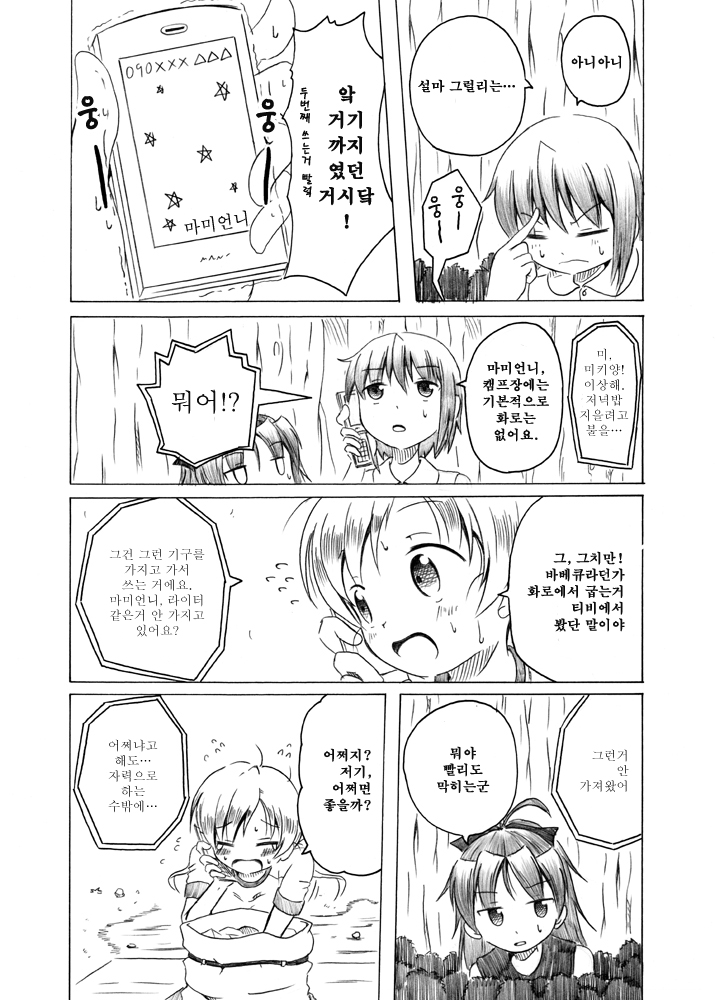 아니아니
설마 그럴리는…
웅ー
웅ー
앜 기지던닥
거까였시
거!
두번째 쓰는거 빨러
웅ー
웅ー
090×××△△△
마미언니
미,
미키양!
이상해.
저녁밥
지을려고
불을…
마미언니,
캠프장에는
기본적으로
화로는
없어요.
뭐어!?
그, 그치만!
바베큐라던가
화로에서 굽는거
티비에서
봤단 말이야
그건 그런 기구를
가지고 가서
쓰는 거에요.
마미언니, 라이터
같은거 안 가지고
있어요?
그런거
안
가져왔어
뭐야
빨리도
막히는군
어쩌지?
저기,
어쩌면
좋을까?
어쩌냐고
해도…
자력으로
하는
수밖에…